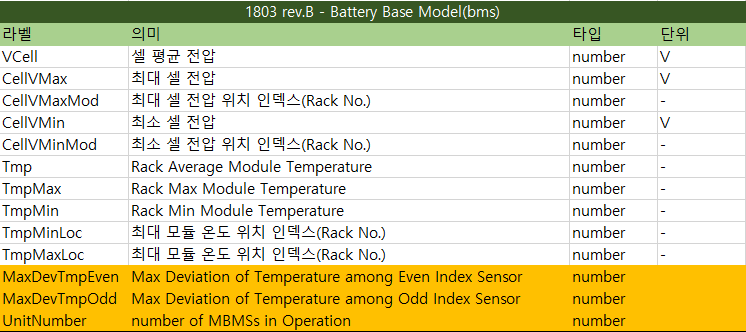 1803 rev.B - Battery Base Model(bms)
라벨 의미 타입 단위
VCell 셀 평균 전압 number V
CellVMax 최대 셀 전압 number V
CellVMaxMod 최대 셀 전압 위치 인덱스(Rack No.) number -
CellVMin 최소 셀 전압 number V
CellVMinMod 최소 셀 전압 위치 인덱스(Rack No.) number -
Tmp Rack Average Module Temperature number -
TmpMax Rack Max Module Temperature number -
TmpMin Rack Min Module Temperature number -
TmpMinLoc 최대 모듈 온도 위치 인덱스(Rack No.) number -
TmpMaxLoc 최대 모듈 온도 위치 인덱스(Rack No.) number -
MaxDevTmpEven Max Deviation of Temperature among Even Index Sensor number
MaxDevTmpOdd Max Deviation of Temperature among Odd Index Sensor number
UnitNumber number of MBMSs in Operation number